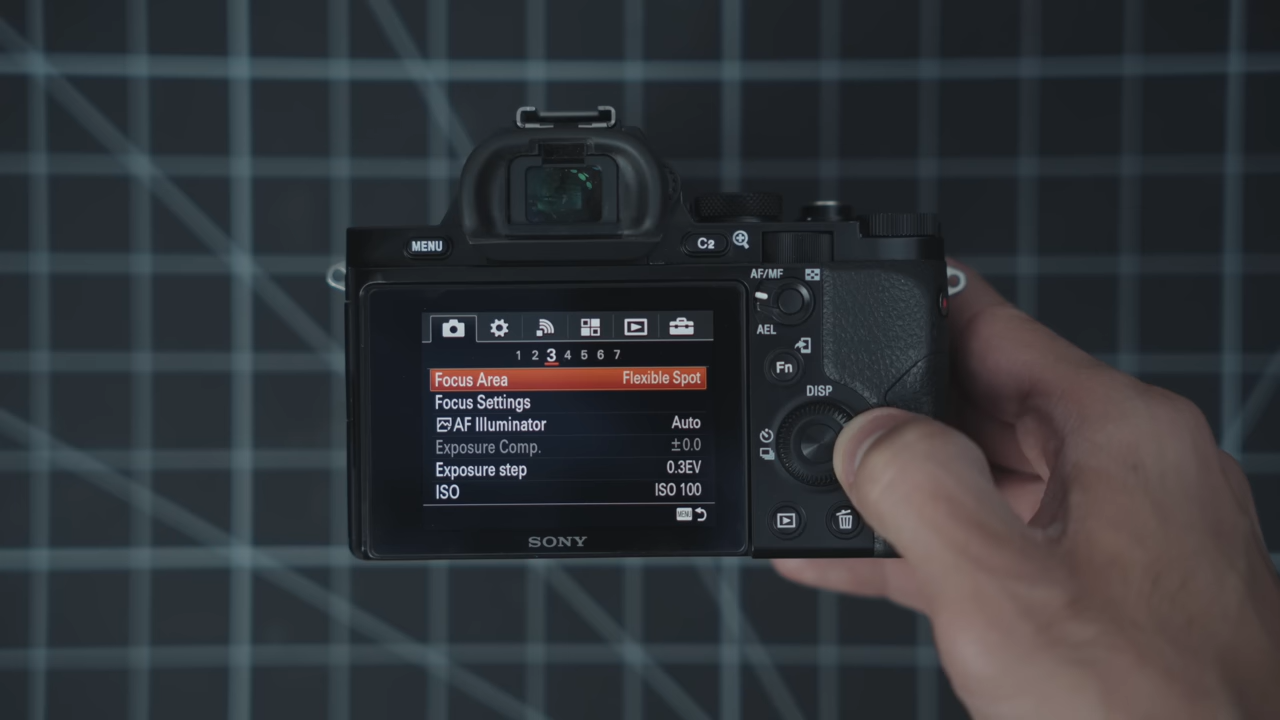 MENU
C2
AF/MF
AEL
Fn
DISP
1 2 3 4 5 6 7
Focus Area Flexible Spot
Focus Settings
AF Illuminator Auto
Exposure Comp. ±0.0
Exposure step 0.3EV
ISO ISO 100
MENU
SONY